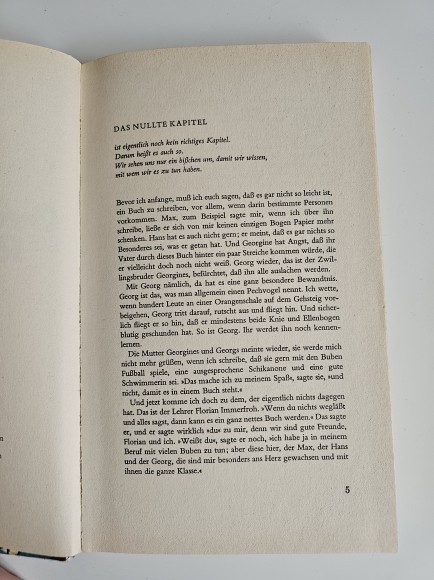 DAS NULLTE KAPITEL
ist eigentlich noch kein richtiges Kapitel.
Darum heißt es auch so.
Wir sehen uns nur ein bißchen um, damit wir wissen,
mit wem wir es zu tun haben.
Bevor ich anfange, muß ich euch sagen, daß es gar nicht so leicht ist,
ein Buch zu schreiben, vor allem, wenn darin bestimmte Personen
vorkommen. Max, zum Beispiel sagte mir, wenn ich über ihn
schreibe, ließe er sich von mir keinen einzigen Bogen Papier mehr
schenken. Hans hat es auch nicht gern; er meint, daß es gar nichts so
Besonderes sei, was er getan hat. Und Georgine hat Angst, daß ihr
Vater durch dieses Buch hinter ein paar Streiche kommen würde, die
er vielleicht doch noch nicht weiß. Georg wieder, das ist der Zwil-
lingsbruder Georgines, befürchtet, daß ihn alle auslachen werden.
Mit Georg nämlich, da hat es eine ganz besondere Bewandtnis.
Georg ist das, was man allgemein einen Pechvogel nennt. Ich wette,
wenn hundert Leute an einer Orangenschale auf dem Gehsteig vor-
beigehen, Georg tritt darauf, rutscht aus und fliegt hin. Und sicher-
lich fliegt er so hin, daß er mindestens beide Knie und Ellenbogen
blutig geschunden hat. So ist Georg. Ihr werdet ihn noch kennen-
lernen.
Die Mutter Georgines und Georgs meinte wieder, sie werde mich
nicht mehr grüßen, wenn ich schreibe, daß sie gern mit den Buben
Fußball spiele, eine ausgesprochene Schikanone und eine gute
Schwimmerin sei. »Das mache ich zu meinem Spaß«, sagte sie, »und
nicht, damit es in einem Buch steht.«
Und jetzt komme ich doch zu dem, der eigentlich nichts dagegen
hat. Das ist der Lehrer Florian Immerfroh. »Wenn du nichts wegläßt
und alles sagst, dann kann es ein ganz nettes Buch werden.« Das sagte
er, und er sagte wirklich »du« zu mir, denn wir sind gute Freunde,
Florian und ich. »Weißt du«, sagte er noch, »ich habe ja in meinem
Beruf mit vielen Buben zu tun; aber diese hier, der Max, der Hans
und der Georg, die sind mir besonders ans Herz gewachsen und mit
ihnen die ganze Klasse.«
5